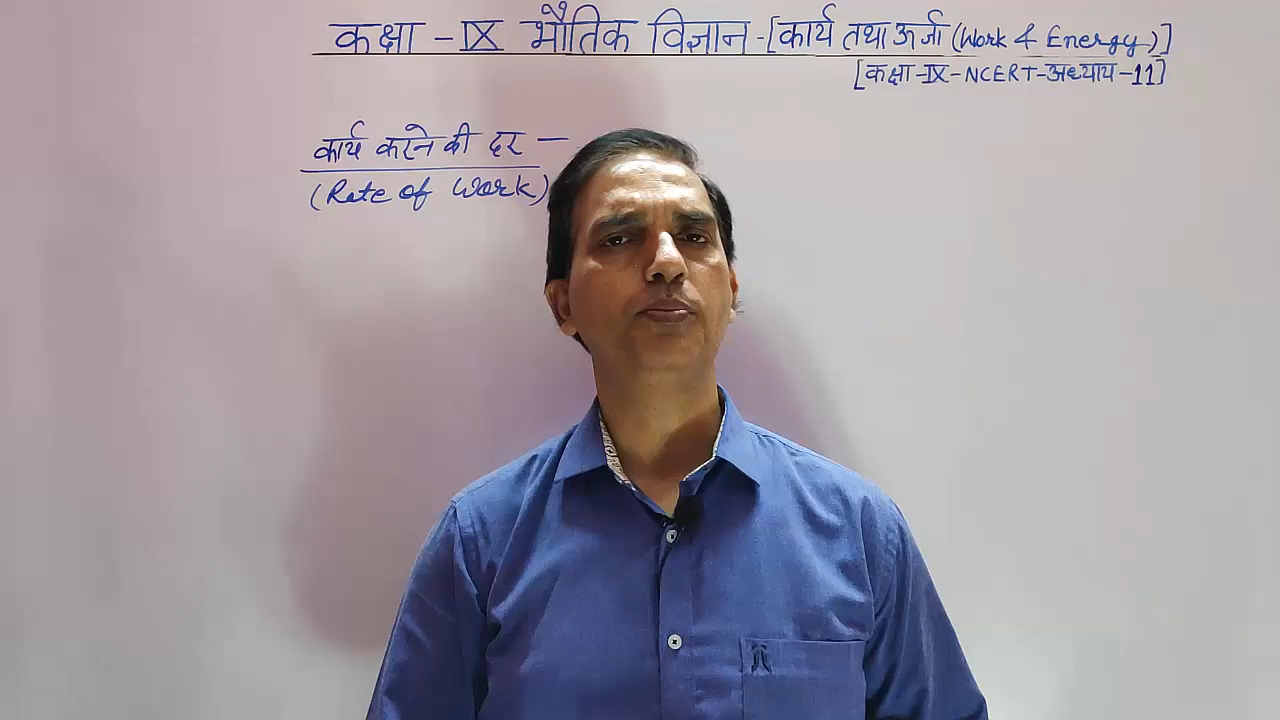 कक्षा - IX भौतिक विज्ञान - [कार्य तथा ऊर्जा (Work & Energy)]
[कक्षा-IX-NCERT-अध्याय-11]
कार्य करने की दर —
(Rate of Work)